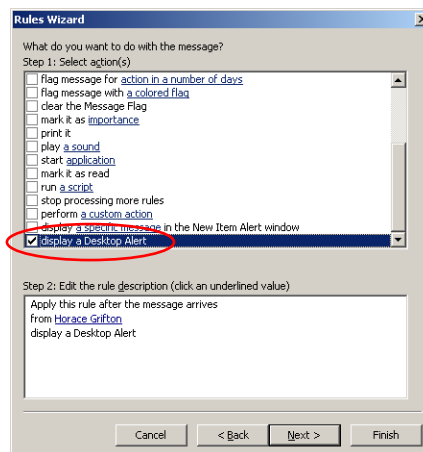 Rules Wizard
What do you want to do with the message?
Step 1: Select action(s)
flag message for action in a number of days
flag message with a colored flag
clear the Message Flag
mark it as importance
print it
play a sound
start application
mark it as read
run a script
stop processing more rules
perform a custom action
display a specific message in the New Item Alert window
display a Desktop Alert
Step 2: Edit the rule description (click an underlined value)
Apply this rule after the message arrives
from Horace Grifton
display a Desktop Alert
Cancel < Back Next > Finish